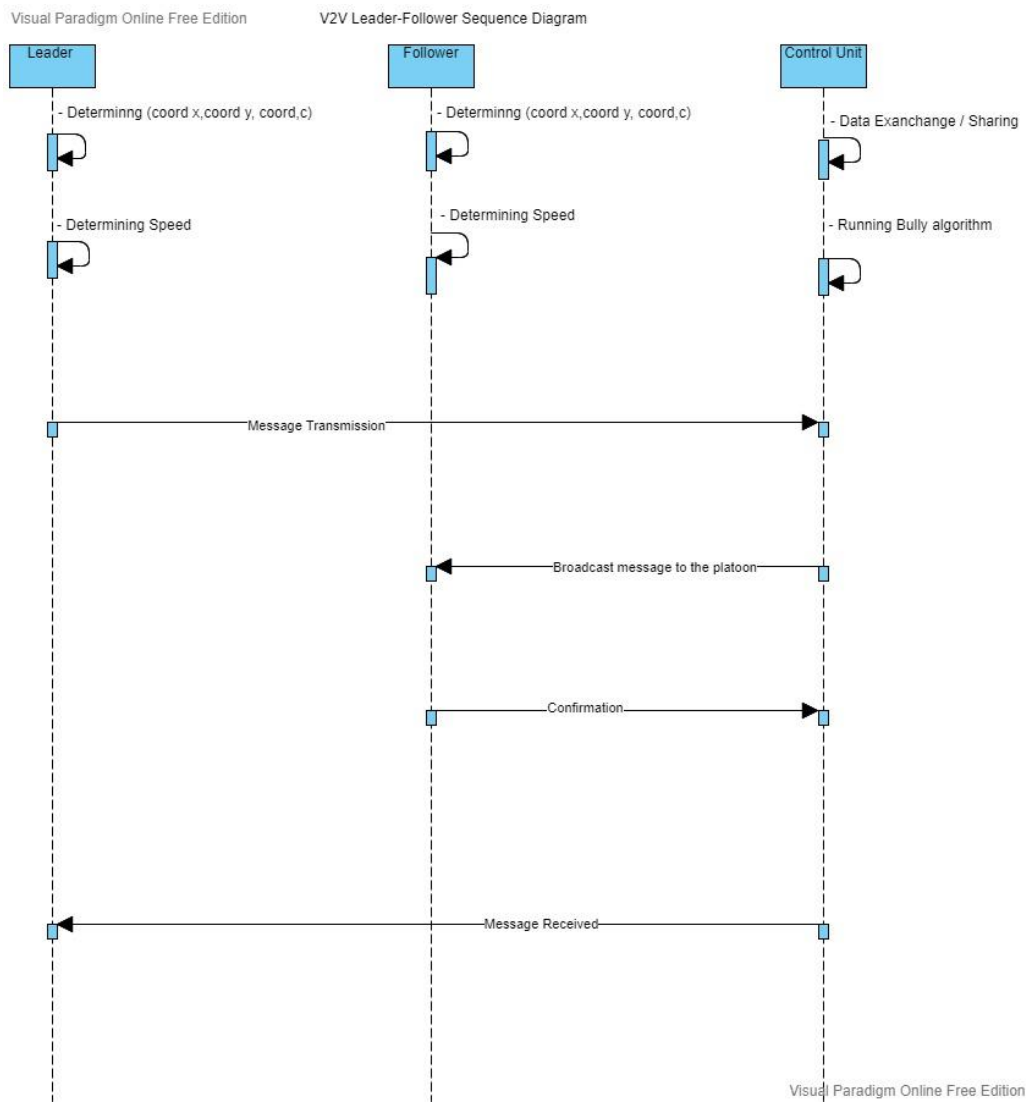 Visual Paradigm Online Free Edition
V2V Leader-Follower Sequence Diagram
Leader
Follower
Control Unit
- Determinng (coord x,coord y, coord,c)
- Determinng (coord x,coord y, coord,c)
- Data Exanchange / Sharing
- Determining Speed
- Determining Speed
- Running Bully algorithm
Message Transmission
Broadcast message to the platoon
Confirmation
Message Received
Visual Paradigm Online Free Edition